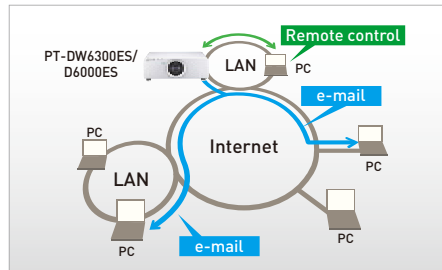 Remote control
PT-DW6300ES/
D6000ES
LAN
PC
e-mail
PC
Internet
PC
LAN
PC
e-mail
PC